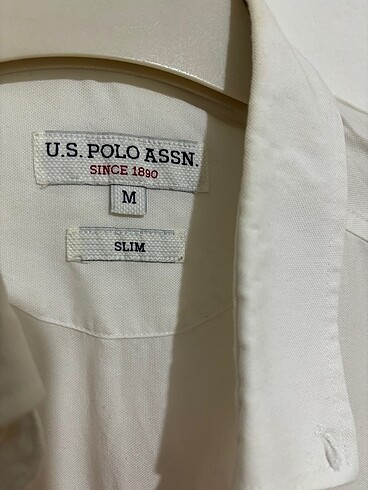 U.S. POLO ASSN.
SINCE 1890
M
SLIM